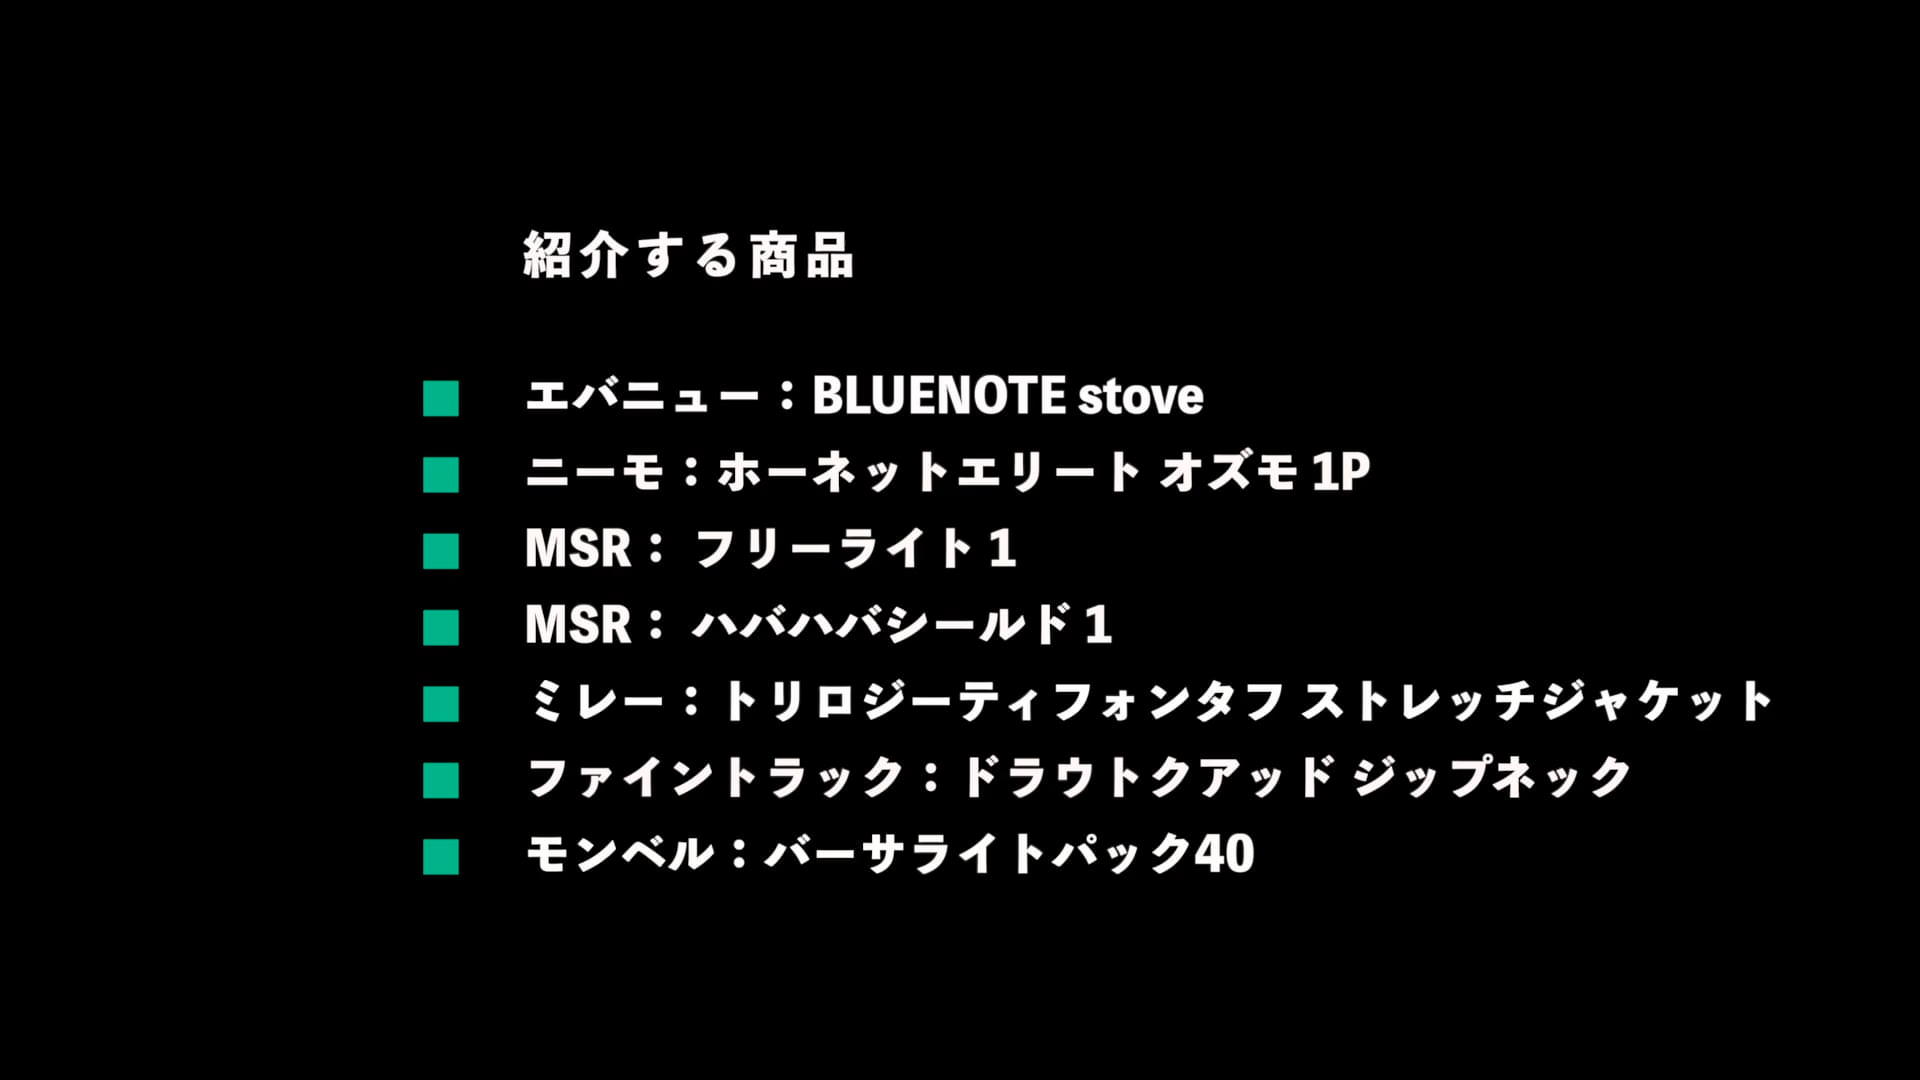 紹介する商品
エバニュー：BLUENOTE stove
ニーモ：ホーネットエリート オズモ 1P
MSR： フリーライト 1
MSR： ハバハバシールド 1
ミレー：トリロジーティフォンタフ ストレッチジャケット
ファイントラック：ドラウトクアッド ジップネック
モンベル：バーサライトパック40